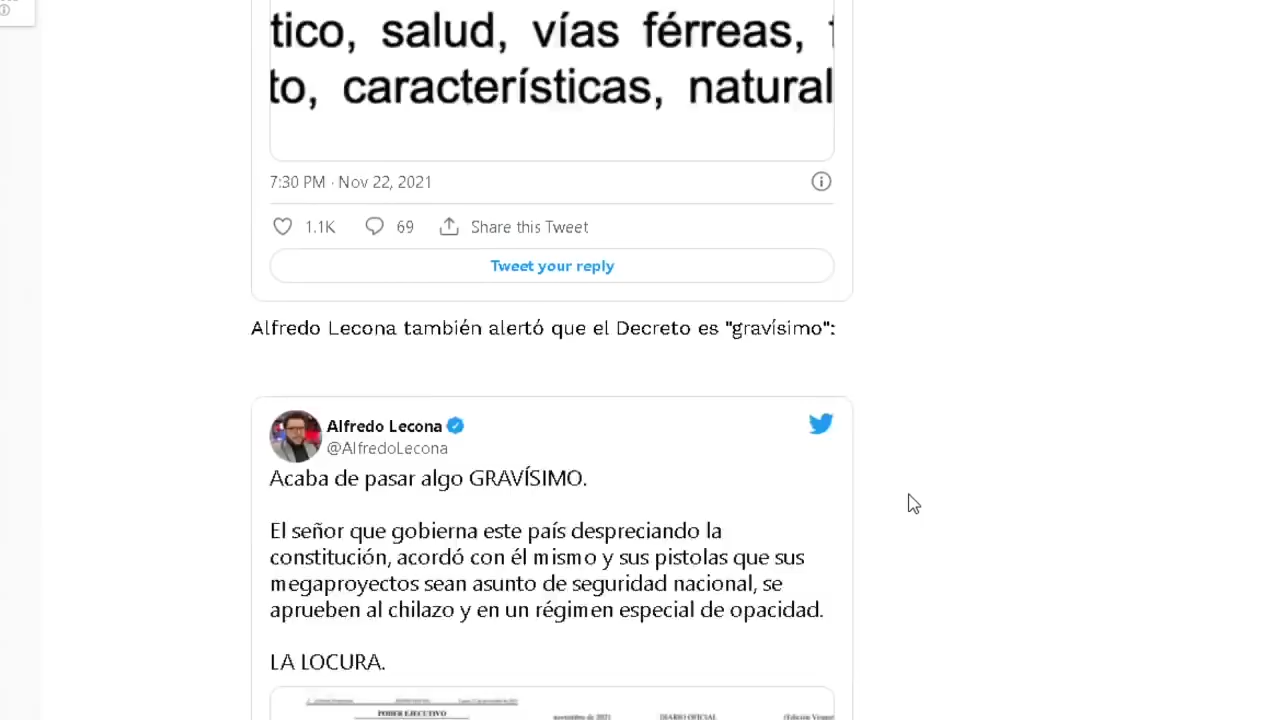 tico, salud, vías férreas,
to, características, natural
7:30 PM · Nov 22, 2021
1.1K 69 Share this Tweet
Tweet your reply
Alfredo Lecona también alertó que el Decreto es "gravísimo":
Alfredo Lecona
@AlfredoLecona
Acaba de pasar algo GRAVÍSIMO.
El señor que gobierna este país despreciando la
constitución, acordó con él mismo y sus pistolas que sus
megaproyectos sean asunto de seguridad nacional, se
aprueben al chilazo y en un régimen especial de opacidad.
LA LOCURA.
PODER EJECUTIVO
noviembre de 2021 DIARIO OFICIAL